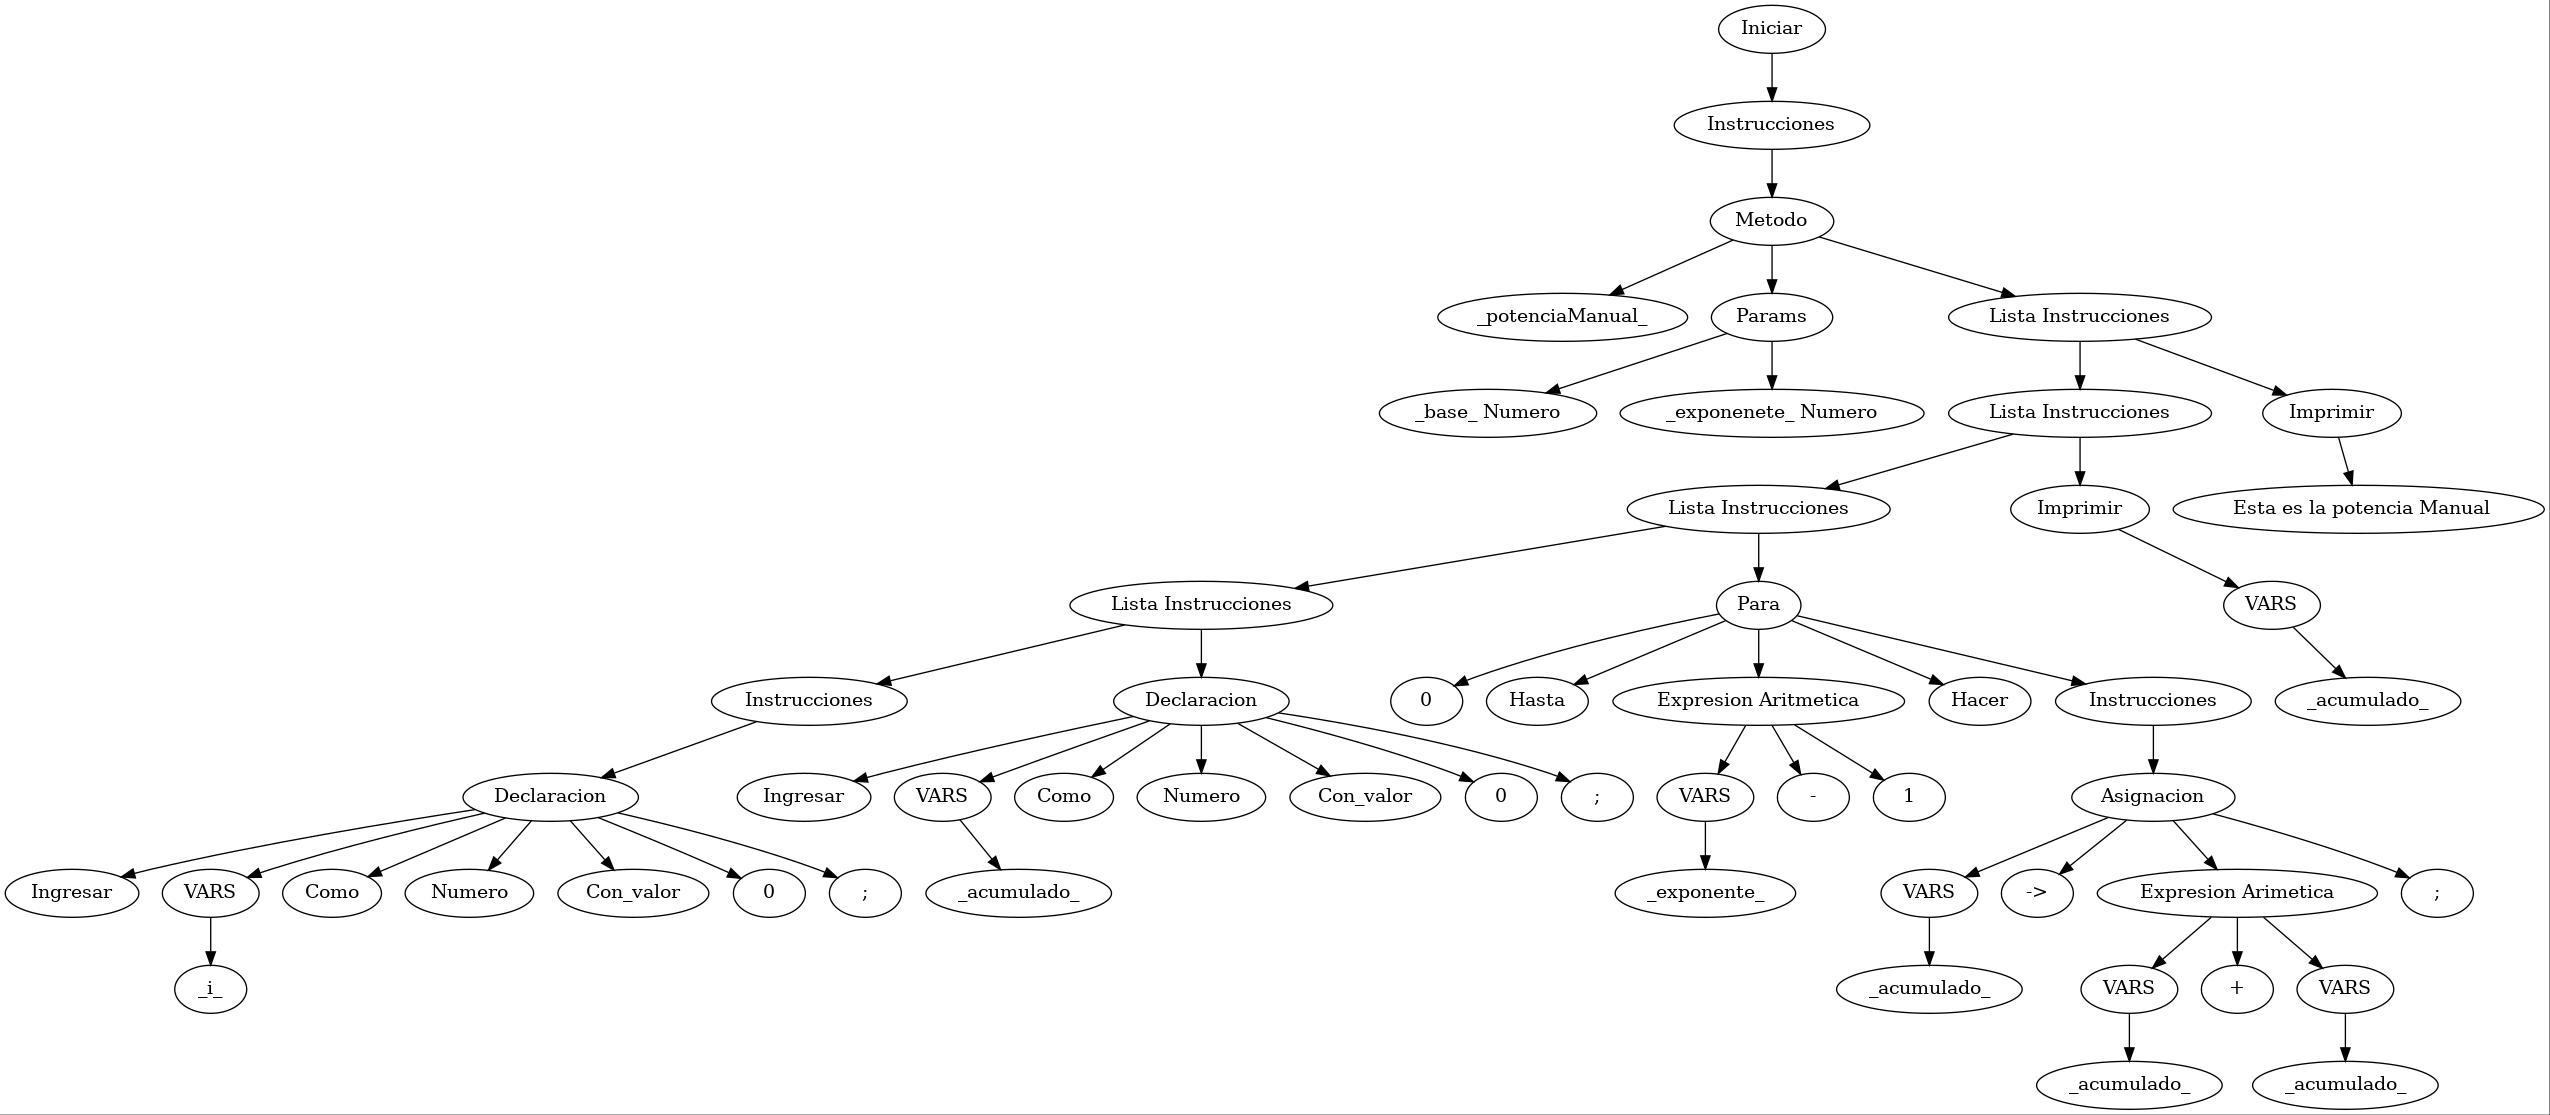 Iniciar
Instrucciones
Metodo
_potenciaManual_ Params Lista Instrucciones
_base_ Numero _exponenete_ Numero Lista Instrucciones Imprimir
Lista Instrucciones Imprimir Esta es la potencia Manual
Lista Instrucciones Para VARS
Instrucciones Declaracion 0 Hasta Expresion Aritmetica Hacer Instrucciones _acumulado_
Declaracion Ingresar VARS Como Numero Con_valor 0 ; VARS - 1 Asignacion
Ingresar VARS Como Numero Con_valor 0 ; _acumulado_ _exponente_ VARS -> Expresion Arimetica ;
_i_ _acumulado_ VARS + VARS
_acumulado_ _acumulado_